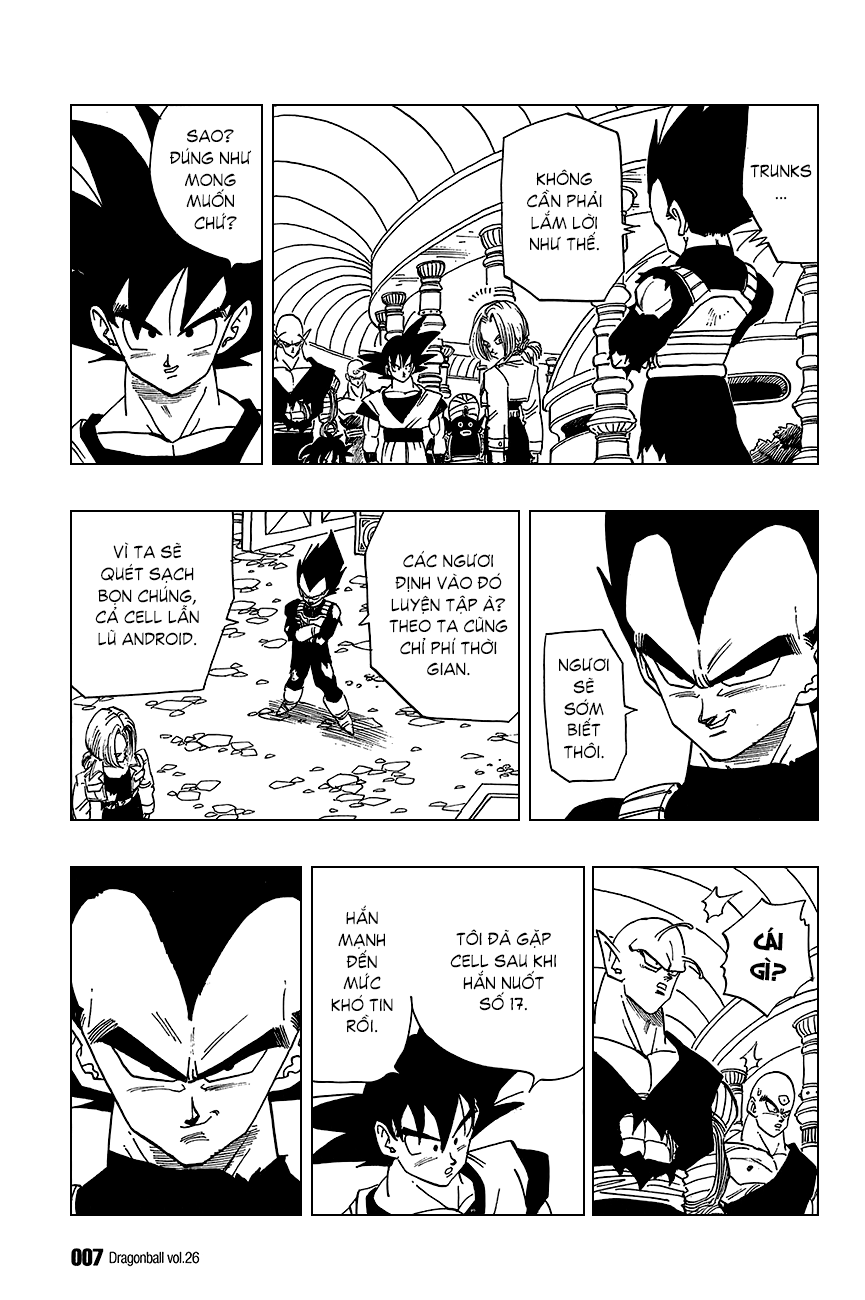 TRUNKS
...
KHÔNG
CẦN PHẢI
LẮM LỜI
NHƯ THẾ.
SAO?
ĐÚNG NHƯ
MONG
MUỐN
CHỨ?
NGƯƠI
SẼ
SỚM
BIẾT
THÔI.
CÁC NGƯƠI
ĐỊNH VÀO ĐÓ
LUYỆN TẬP À?
THEO TA CŨNG
CHỈ PHÍ THỜI
GIAN.
VÌ TA SẼ
QUÉT SẠCH
BỌN CHÚNG,
CẢ CELL LẪN
LŨ ANDROID.
CÁI
GÌ?
TÔI ĐÃ GẶP
CELL SAU KHI
HẮN NUỐT
SỐ 17.
HẮN
MẠNH
ĐẾN
MỨC
KHÓ TIN
RỒI.
007 Dragonball vol.26